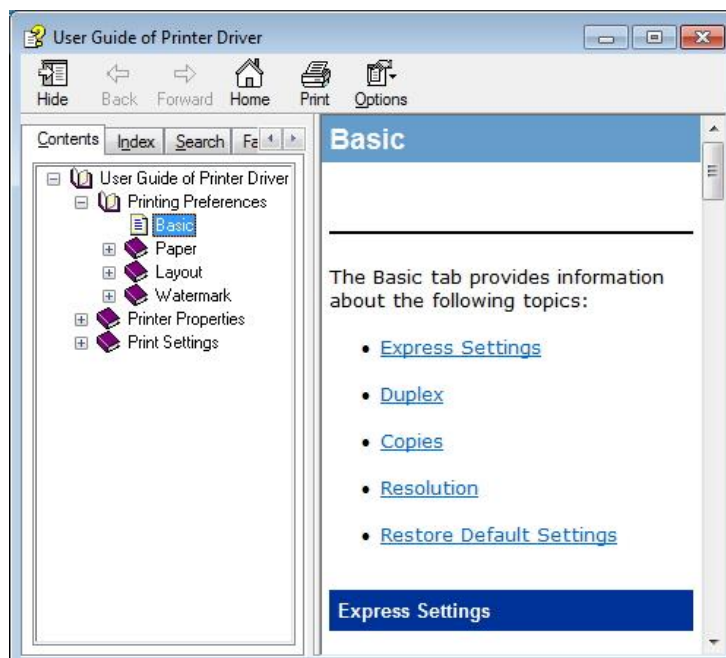 User Guide of Printer Driver
Hide Back Forward Home Print Options
Contents Index Search Fa
User Guide of Printer Driver
Printing Preferences
Basic
Paper
Layout
Watermark
Printer Properties
Print Settings
Basic
The Basic tab provides information
about the following topics:
• Express Settings
• Duplex
• Copies
• Resolution
• Restore Default Settings
Express Settings